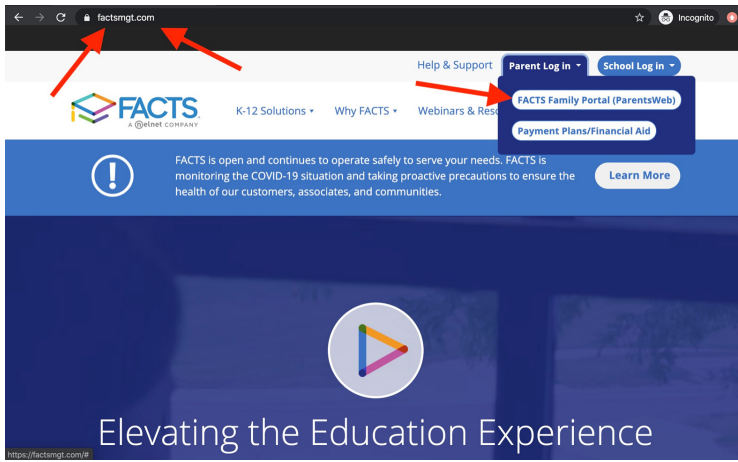 factsmgt.com
Incognito
Help & Support
Parent Log in
School Log in
FACTS Family Portal (ParentsWeb)
Payment Plans/Financial Aid
FACTS
A nelnet COMPANY
K-12 Solutions
Why FACTS
Webinars & Reso
FACTS is open and continues to operate safely to serve your needs. FACTS is
monitoring the COVID-19 situation and taking proactive precautions to ensure the
health of our customers, associates, and communities.
Learn More
Elevating the Education Experience
https://factsmgt.com/#